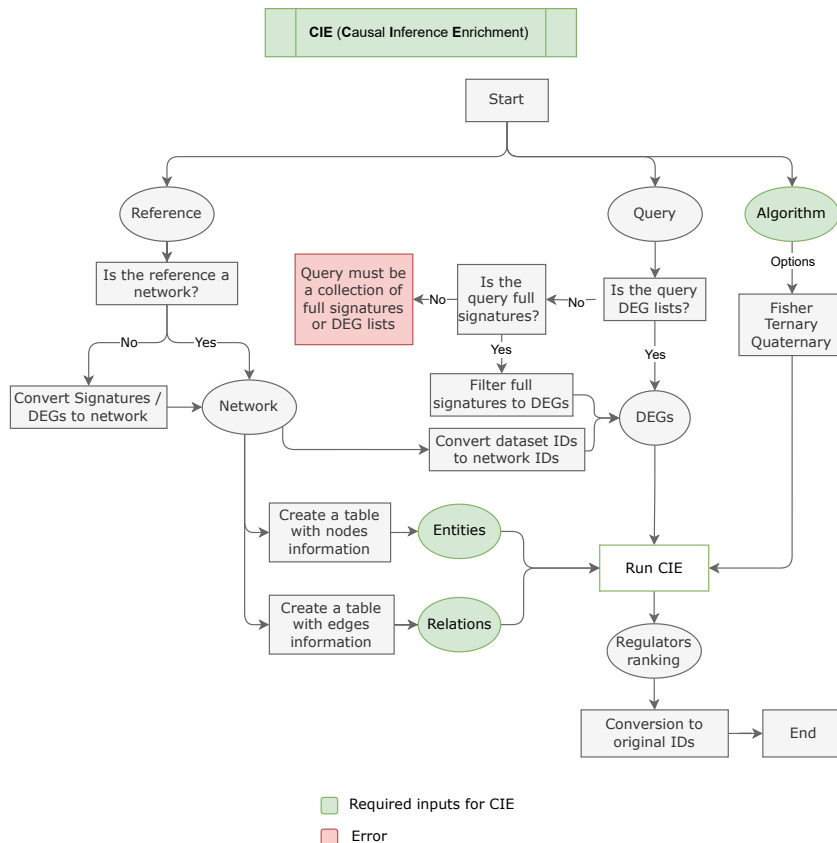 CIE (Causal Inference Enrichment)
Start
Reference
Query
Algorithm
Is the reference a
network?
Query must be
a collection of
full signatures
or DEG lists
No
Is the
query full
signatures?
No
Is the query
DEG lists?
Options
Fisher
Ternary
Quaternary
No
Yes
Yes
Yes
Convert Signatures /
DEGs to network
Network
Filter full
signatures to DEGs
DEGs
Convert dataset IDs
to network IDs
Create a table
with nodes
information
Entities
Run CIE
Create a table
with edges
information
Relations
Regulators
ranking
Conversion to
original IDs
End
Required inputs for CIE
Error